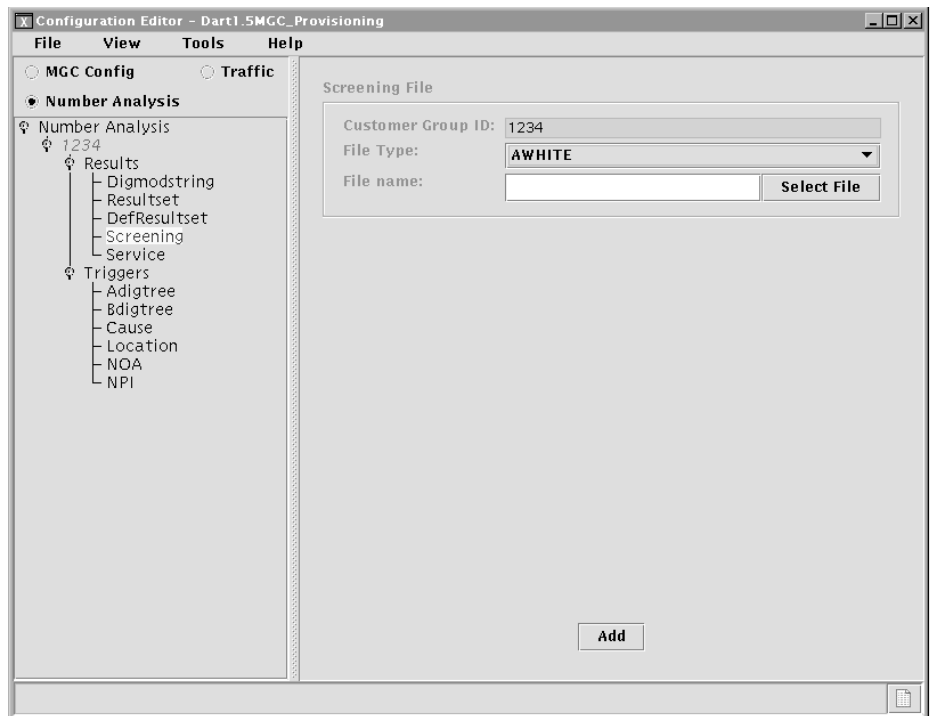 Configuration Editor - Dart1.5MGC_Provisioning
File View Tools Help
MGC Config Traffic
Number Analysis
Number Analysis
1234
Results
Digmodstring
Resultset
DefResultset
Screening
Service
Triggers
Adigtree
Bdigtree
Cause
Location
NOA
NPI
Screening File
Customer Group ID: 1234
File Type: AWHITE
File name: Select File
Add